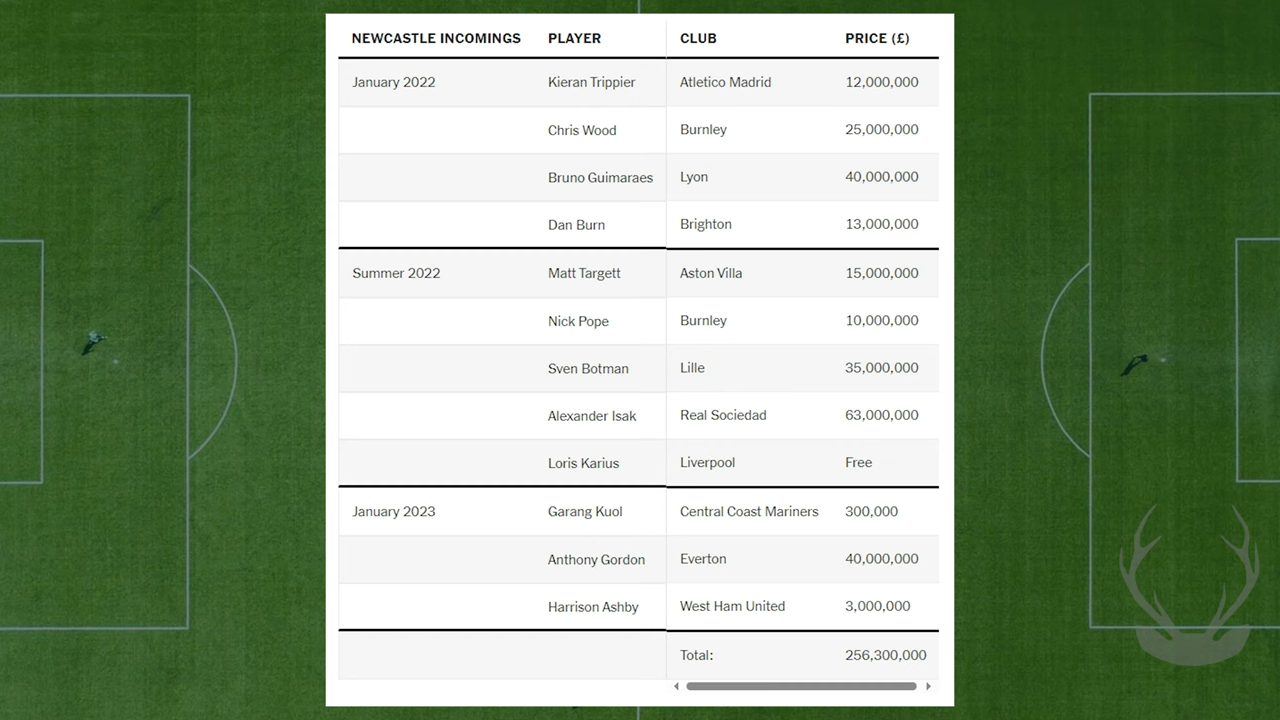 NEWCASTLE INCOMINGS PLAYER CLUB PRICE (£)
January 2022 Kieran Trippier Atletico Madrid 12,000,000
Chris Wood Burnley 25,000,000
Bruno Guimaraes Lyon 40,000,000
Dan Burn Brighton 13,000,000
Summer 2022 Matt Targett Aston Villa 15,000,000
Nick Pope Burnley 10,000,000
Sven Botman Lille 35,000,000
Alexander Isak Real Sociedad 63,000,000
Loris Karius Liverpool Free
January 2023 Garang Kuol Central Coast Mariners 300,000
Anthony Gordon Everton 40,000,000
Harrison Ashby West Ham United 3,000,000
Total: 256,300,000